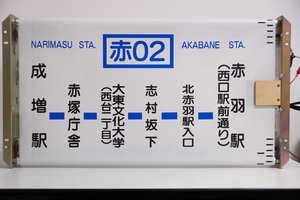 NARIMASU STA.
赤02
AKABANE STA.
成増駅
赤塚庁舎
大東文化大学
(西台二丁目)
志村坂下
北赤羽駅入口
赤羽駅
(西口駅前通り)